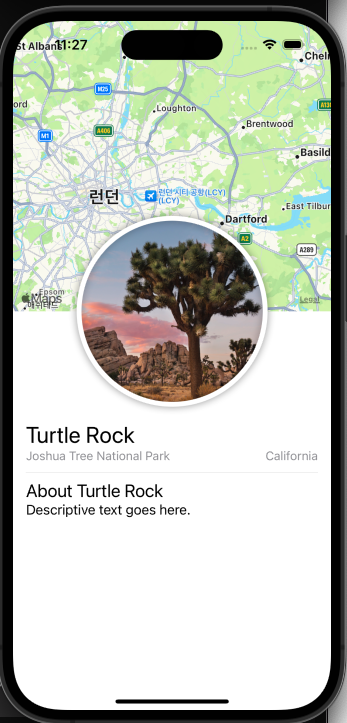 St Albans
11:27
Chelm
ord
M25
Loughton
A130
Brentwood
M1
A406
Basild
런던
런던 시티 공항(LCY)
(LCY)
East Tilbur
Dartford
A2
A289
Epsom
Maps
Legal
Turtle Rock
Joshua Tree National Park
California
About Turtle Rock
Descriptive text goes here.